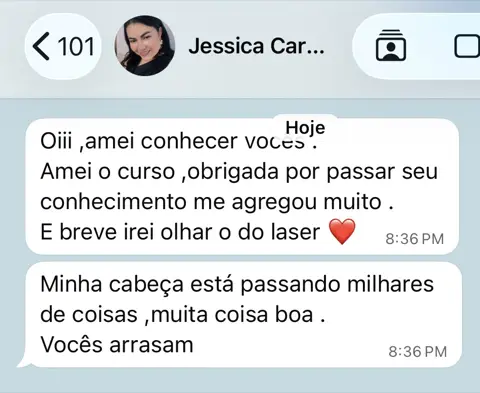 101
Jessica Car...
Hoje
Oiii ,amei conhecer vocês .
Amei o curso ,obrigada por passar seu
conhecimento me agregou muito .
E breve irei olhar o do laser ❤️
8:36 PM
Minha cabeça está passando milhares
de coisas ,muita coisa boa .
Vocês arrasam
8:36 PM